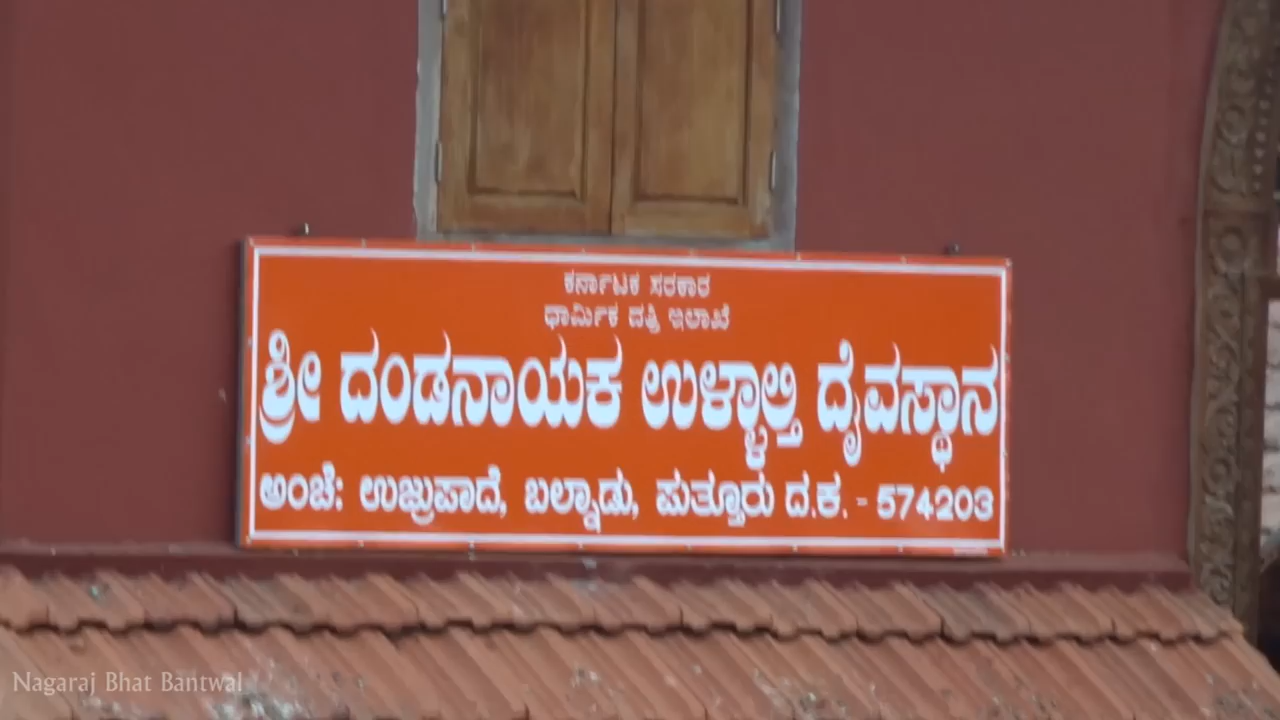 ಕರ್ನಾಟಕ ಸರಕಾರ
ಧಾರ್ಮಿಕ ದತ್ತಿ ಇಲಾಖೆ
ಶ್ರೀ ದಂಡನಾಯಕ ಉಳ್ಳಾಲ್ತಿ ದೈವಸ್ಥಾನ
ಅಂಚೆ: ಉಜ್ರುಪಾದೆ, ಬಲ್ನಾಡು, ಪುತ್ತೂರು ದ.ಕ. - 574203
Nagaraj Bhat Bantwal